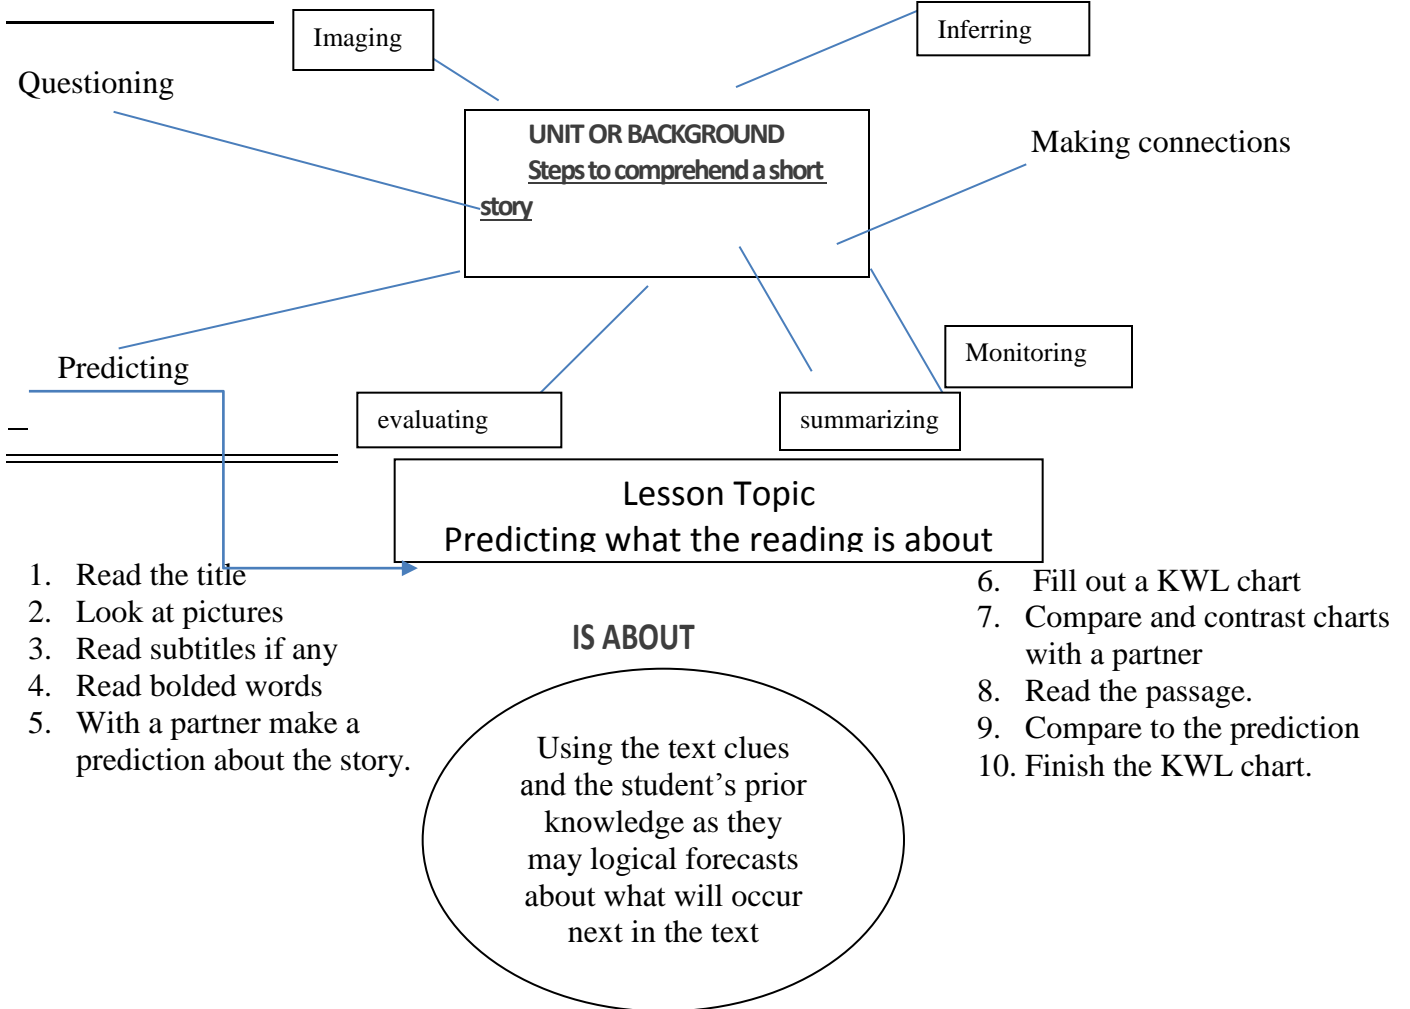 Imaging
Inferring
Questioning
UNIT OR BACKGROUND
Steps to comprehend a short
story
Making connections
Predicting
Monitoring
evaluating
summarizing
Lesson Topic
Predicting what the reading is about
1. Read the title
2. Look at pictures
3. Read subtitles if any
4. Read bolded words
5. With a partner make a
prediction about the story.
IS ABOUT
Using the text clues
and the student's prior
knowledge as they
may logical forecasts
about what will occur
next in the text
6. Fill out a KWL chart
7. Compare and contrast charts
with a partner
8. Read the passage.
9. Compare to the prediction
10. Finish the KWL chart.